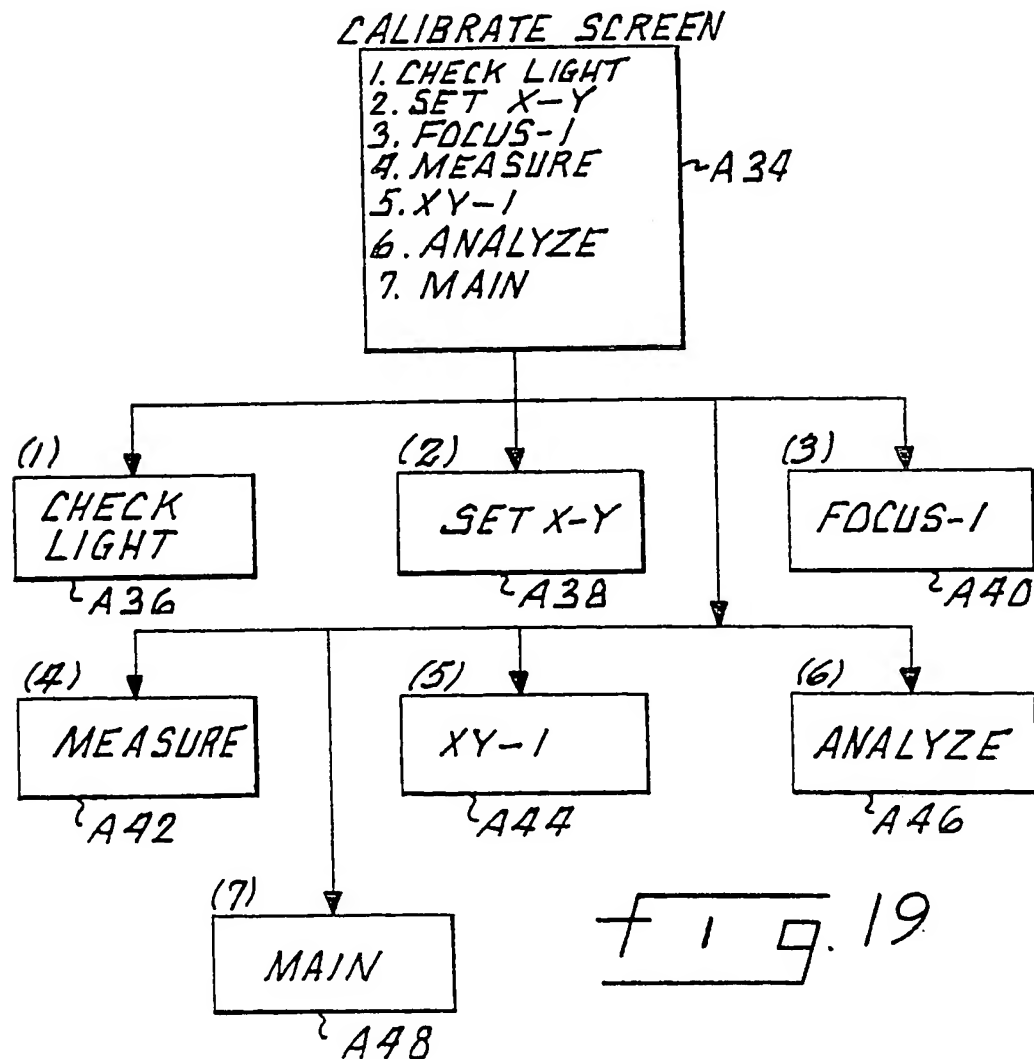 CALIBRATE SCREEN
1. CHECK LIGHT
2. SET X-Y
3. FOCUS-1
4. MEASURE
5. XY-1
6. ANALYZE
7. MAIN
A34
(1)
CHECK
LIGHT
A36
(2)
SET X-Y
A38
(3)
FOCUS-1
A40
(4)
MEASURE
A42
(5)
XY-1
A44
(6)
ANALYZE
A46
(7)
MAIN
A48
Fig. 19